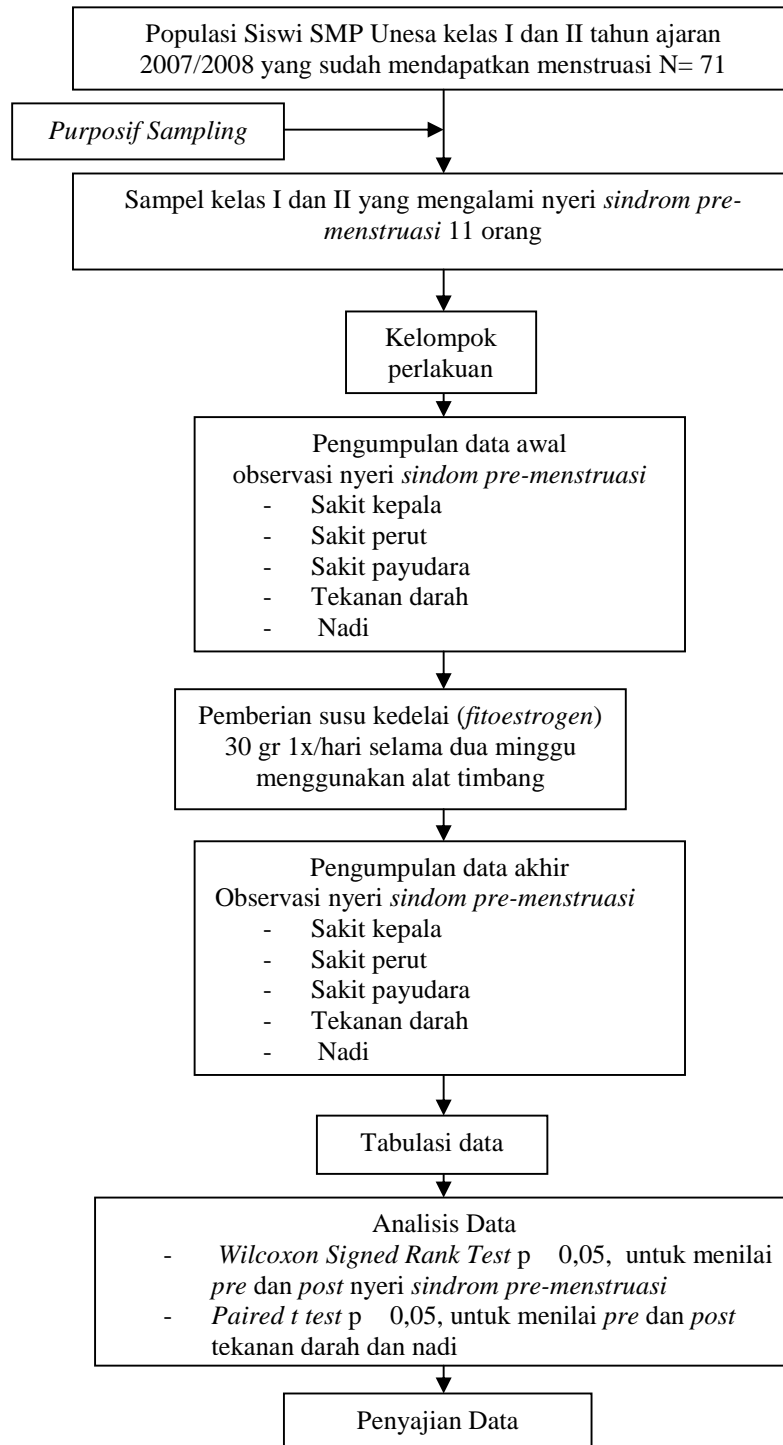 Populasi Siswi SMP Unesa kelas I dan II tahun ajaran
2007/2008 yang sudah mendapatkan menstruasi N= 71
Purposif Sampling
Sampel kelas I dan II yang mengalami nyeri sindrom pre-
menstruasi 11 orang
Kelompok
perlakuan
Pengumpulan data awal
observasi nyeri sindom pre-menstruasi
- Sakit kepala
- Sakit perut
- Sakit payudara
- Tekanan darah
- Nadi
Pemberian susu kedelai (fitoestrogen)
30 gr 1x/hari selama dua minggu
menggunakan alat timbang
Pengumpulan data akhir
Observasi nyeri sindom pre-menstruasi
- Sakit kepala
- Sakit perut
- Sakit payudara
- Tekanan darah
- Nadi
Tabulasi data
Analisis Data
- Wilcoxon Signed Rank Test p 0,05, untuk menilai
pre dan post nyeri sindrom pre-menstruasi
- Paired t test p 0,05, untuk menilai pre dan post
tekanan darah dan nadi
Penyajian Data